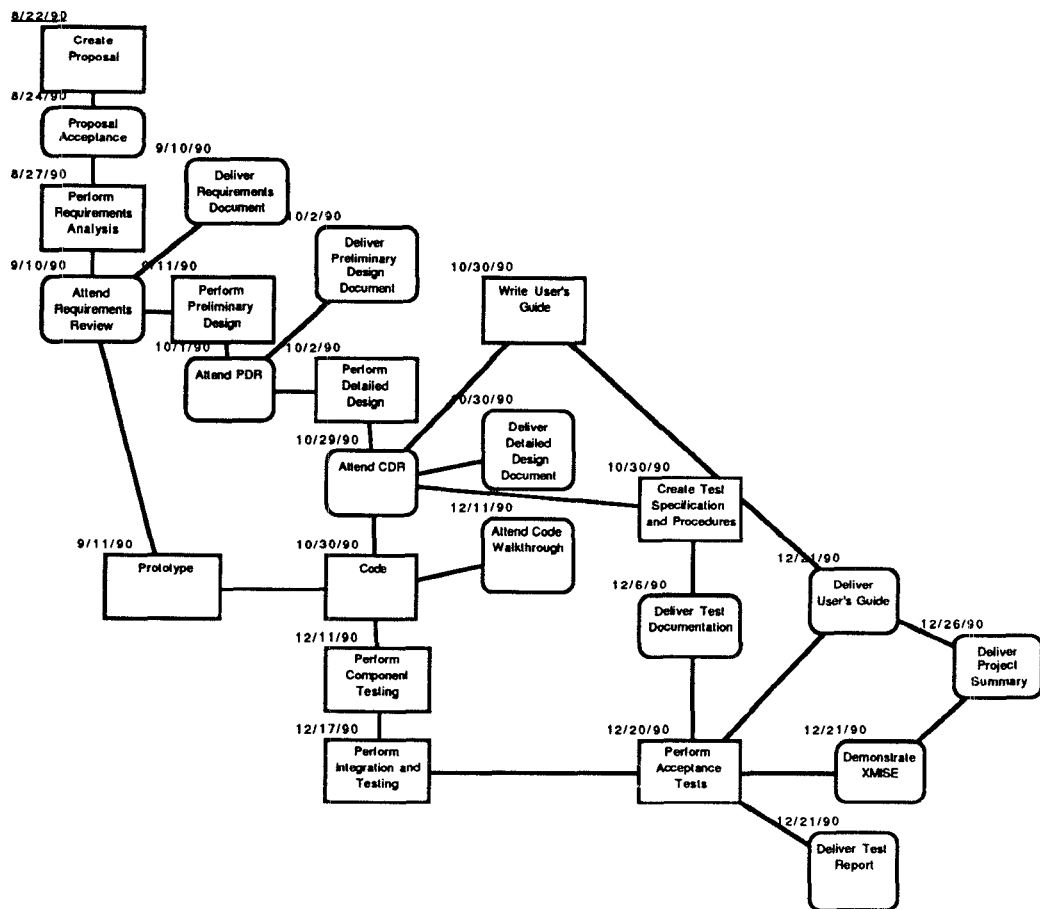 8/22/90
Create
Proposal
8/24/90
Proposal
Acceptance
9/10/90
Deliver
Requirements
Document
8/27/90
Perform
Requirements
Analysis
10/2/90
Deliver
Preliminary
Design
Document
9/10/90
Attend
Requirements
Review
9/11/90
Perform
Preliminary
Design
10/30/90
Write User's
Guide
10/1/90
Attend PDR
10/2/90
Perform
Detailed
Design
10/30/90
Deliver
Detailed
Design
Document
10/29/90
Attend CDR
10/30/90
Create Test
Specification
and Procedures
12/11/90
Attend Code
Walkthrough
9/11/90
Prototype
10/30/90
Code
12/21/90
Deliver
User's Guide
12/6/90
Deliver Test
Documentation
12/26/90
Deliver
Project
Summary
12/11/90
Perform
Component
Testing
12/17/90
Perform
Integration and
Testing
12/20/90
Perform
Acceptance
Tests
12/21/90
Demonstrate
XMISE
12/21/90
Deliver Test
Report